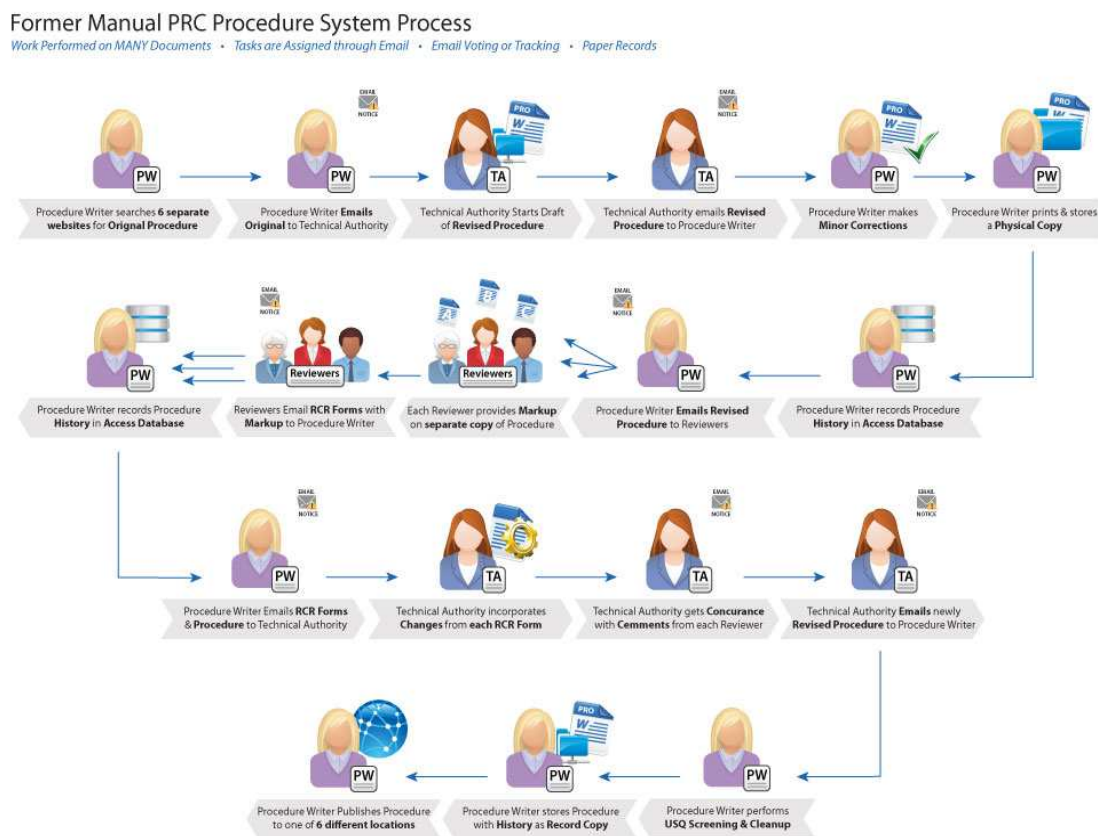 Former Manual PRC Procedure System Process
Work Performed on MANY Documents • Tasks are Assigned through Email • Email Voting or Tracking • Paper Records
EMAIL
NOTICE
PRO
W
EMAIL
NOTICE
PRO
W
PRO
W
PW
PW
TA
TA
PW
PW
Procedure Writer searches 6 separate
websites for Orignal Procedure
Procedure Writer Emails
Original to Technical Authority
Technical Authority Starts Draft
of Revised Procedure
Technical Authority emails Revised
Procedure to Procedure Writer
Procedure Writer makes
Minor Corrections
Procedure Writer prints & stores
a Physical Copy
EMAIL
NOTICE
EMAIL
NOTICE
PW
Reviewers
Reviewers
PW
PW
Procedure Writer records Procedure
History in Access Database
Reviewers Email RCR Forms with
Markup to Procedure Writer
Each Reviewer provides Markup
on separate copy of Procedure
Procedure Writer Emails Revised
Procedure to Reviewers
Procedure Writer records Procedure
History in Access Database
EMAIL
NOTICE
EMAIL
NOTICE
EMAIL
NOTICE
PW
TA
TA
TA
Procedure Writer Emails RCR Forms
& Procedure to Technical Authority
Technical Authority incorporates
Changes from each RCR Form
Technical Authority gets Concurance
with Cemments from each Reviewer
Technical Authority Emails newly
Revised Procedure to Procedure Writer
PRO
W
PW
PW
PW
Procedure Writer Publishes Procedure
to one of 6 different locations
Procedure Writer stores Procedure
with History as Record Copy
Procedure Writer performs
USQ Screening & Cleanup